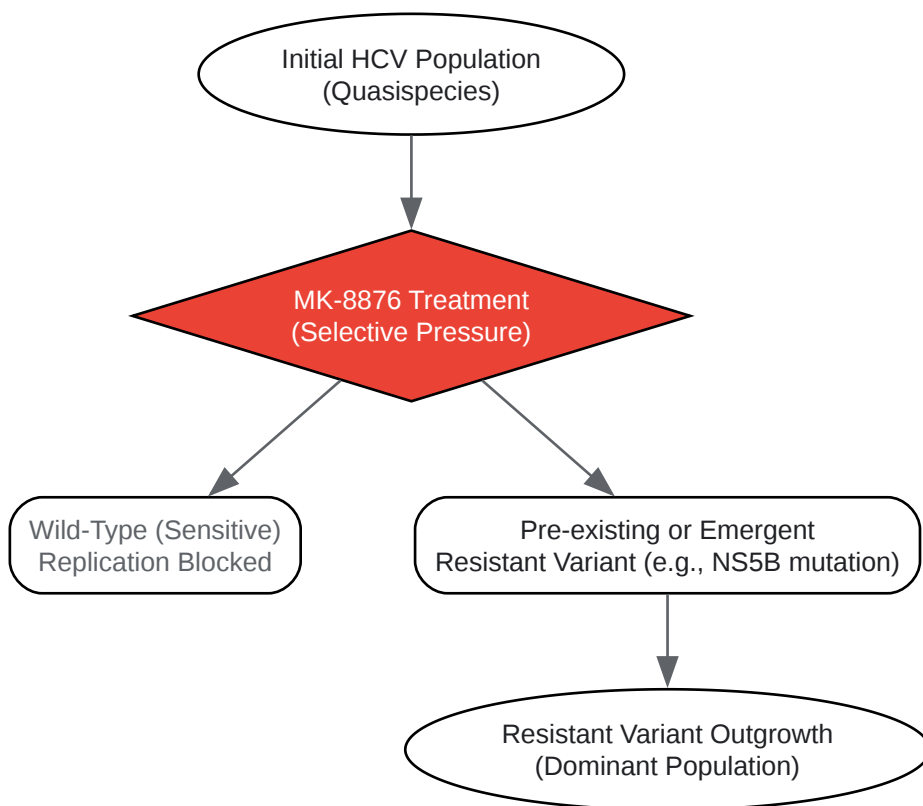 Initial HCV Population
(Quasispecies)
MK-8876 Treatment
(Selective Pressure)
Wild-Type (Sensitive)
Replication Blocked
Pre-existing or Emergent
Resistant Variant (e.g., NS5B mutation)
Resistant Variant Outgrowth
(Dominant Population)